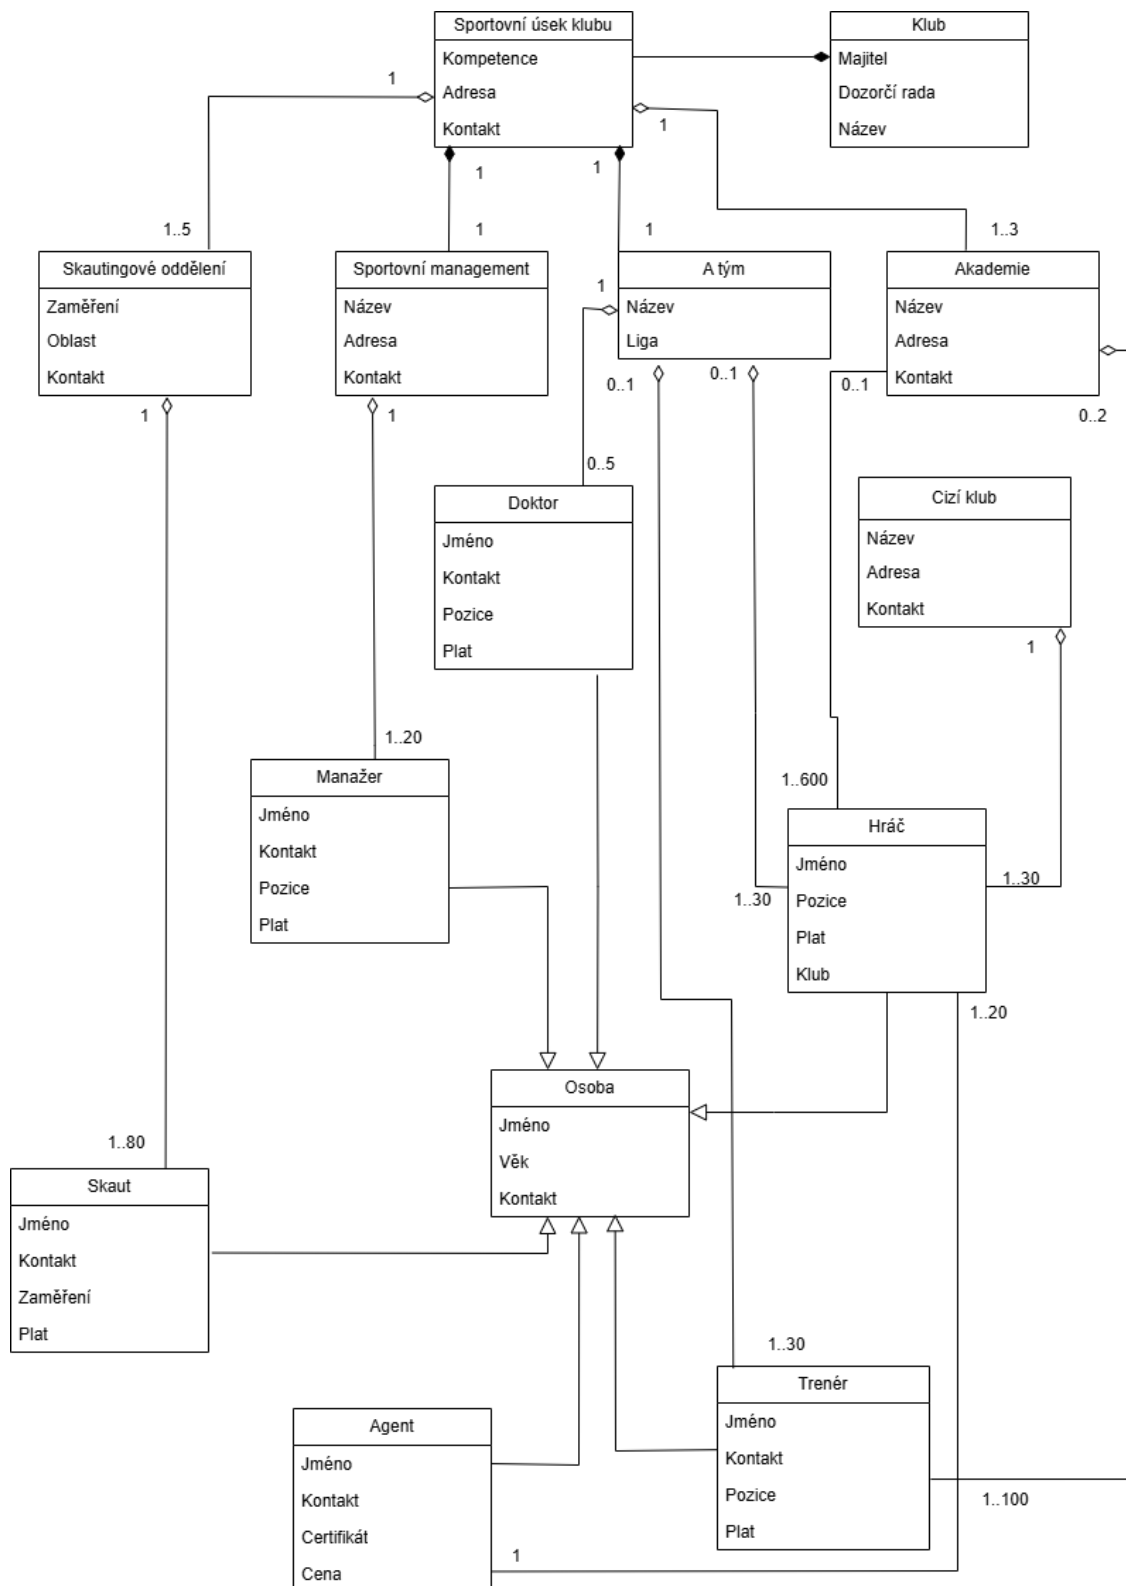 Sportovní úsek klubu
Kompetence
Adresa
Kontakt
Klub
Majitel
Dozorčí rada
Název
1
1
1
1
1..5
1
1
1..3
Skautingové oddělení
Zaměření
Oblast
Kontakt
Sportovní management
Název
Adresa
Kontakt
A tým
Název
Liga
Akademie
Název
Adresa
Kontakt
1
1
1
0..1
0..1
0..1
0..2
0..5
Doktor
Jméno
Kontakt
Pozice
Plat
Cizí klub
Název
Adresa
Kontakt
1
1..20
Manažer
Jméno
Kontakt
Pozice
Plat
1..600
Hráč
Jméno
Pozice
Plat
Klub
1..30
1..30
1..20
Osoba
Jméno
Věk
Kontakt
1..80
Skaut
Jméno
Kontakt
Zaměření
Plat
1..30
Trenér
Jméno
Kontakt
Pozice
Plat
1..100
Agent
Jméno
Kontakt
Certifikát
Cena
1